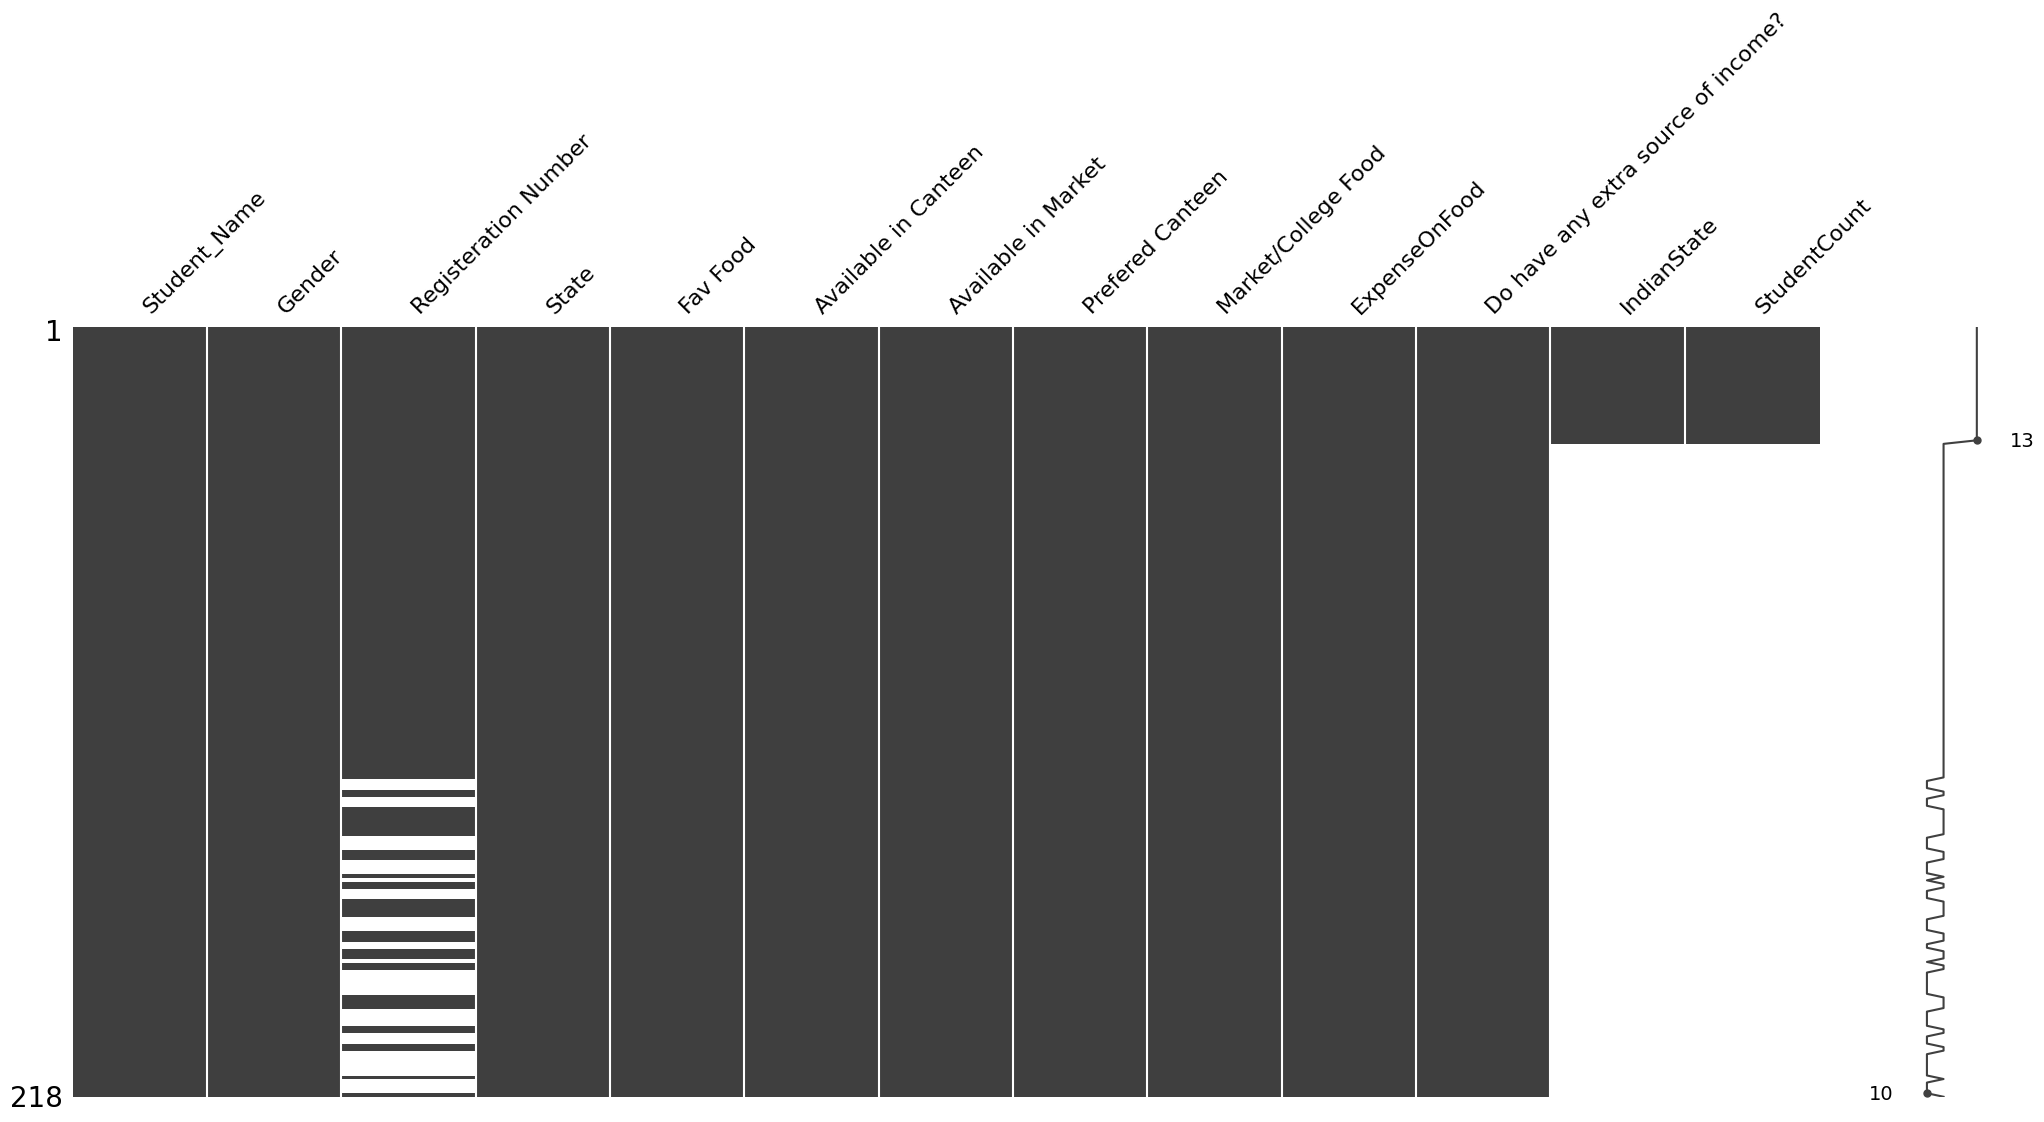 Student_Name
Gender
Registeration Number
State
Fav Food
Available in Canteen
Available in Market
Prefered Canteen
Market/College Food
ExpenseOnFood
Do have any extra source of income?
IndianState
StudentCount
1
13
218
10